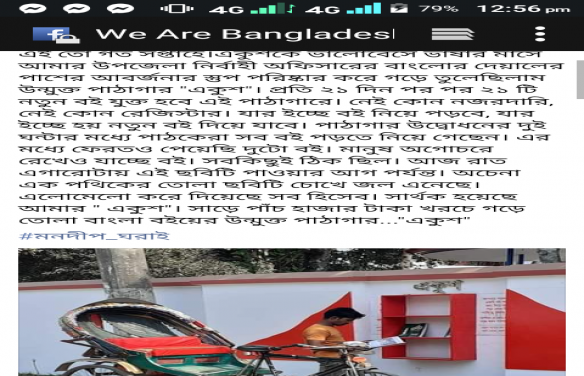 4G 4G 79% 12:56 pm
We Are Bangladesh
এই তো গত সপ্তাহে।একুশকে ভালোবেসে ভাষার মাসে
আমার উপজেলা নির্বাহী অফিসারের বাংলোর দেয়ালের
পাশের আবর্জনার স্তুপ পরিষ্কার করে গড়ে তুলেছিলাম
উন্মুক্ত পাঠাগার "একুশ"। প্রতি ২১ দিন পর পর ২১ টি
নতুন বই যুক্ত হবে এই পাঠাগারে। নেই কোন নজরদারি,
নেই কোন রেজিস্টার। যার ইচ্ছে বই নিয়ে পড়বে, যার
ইচ্ছে হয় নতুন বই দিয়ে যাবে। পাঠাগার উদ্বোধনের দুই
ঘন্টার মধ্যে পাঠকেরা সব বই পড়তে নিয়ে গেছেন। এর
মধ্যে ফেরতও পেয়েছি দুটো বই। মানুষ অগোচরে
রেখেও যাচ্ছে বই। সবকিছুই ঠিক ছিল। আজ রাত
এগারোটায় এই ছবিটি পাওয়ার আগ পর্যন্ত। অচেনা
এক পথিকের তোলা ছবিটি চোখে জল এনেছে।
এলোমেলো করে দিয়েছে সব হিসেব। সার্থক হয়েছে
আমার " একুশ"। সাড়ে পাঁচ হাজার টাকা খরচে গড়ে
তোলা বাংলা বইয়ের উন্মুক্ত পাঠাগার..."একুশ"
#মনদীপ_ঘরাই
একুশ